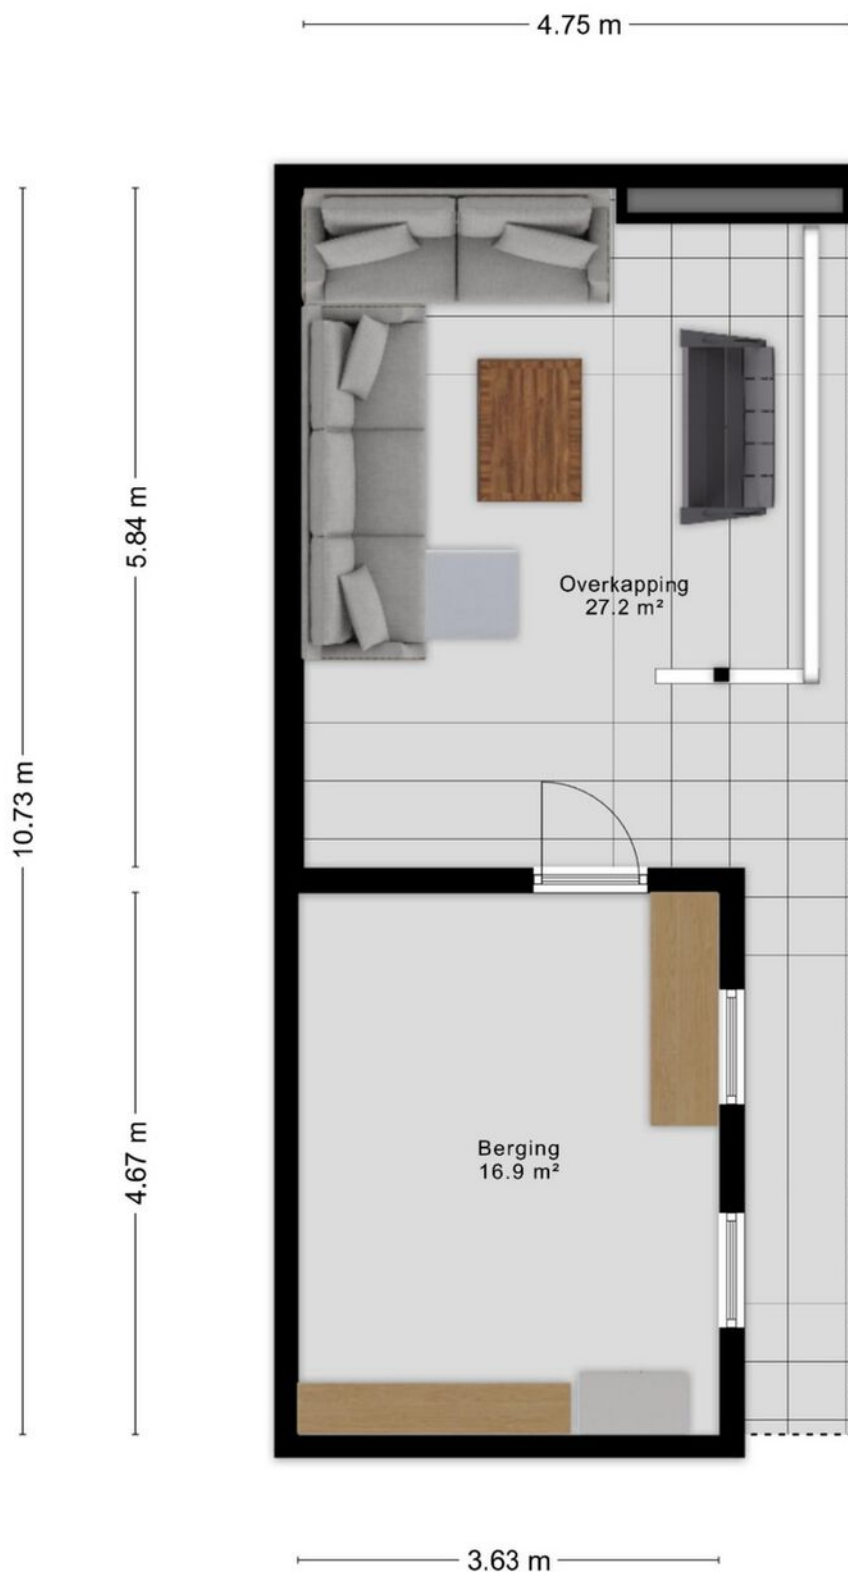 4.75 m
5.84 m
Overkapping
27.2 m²
10.73 m
4.67 m
Berging
16.9 m²
3.63 m